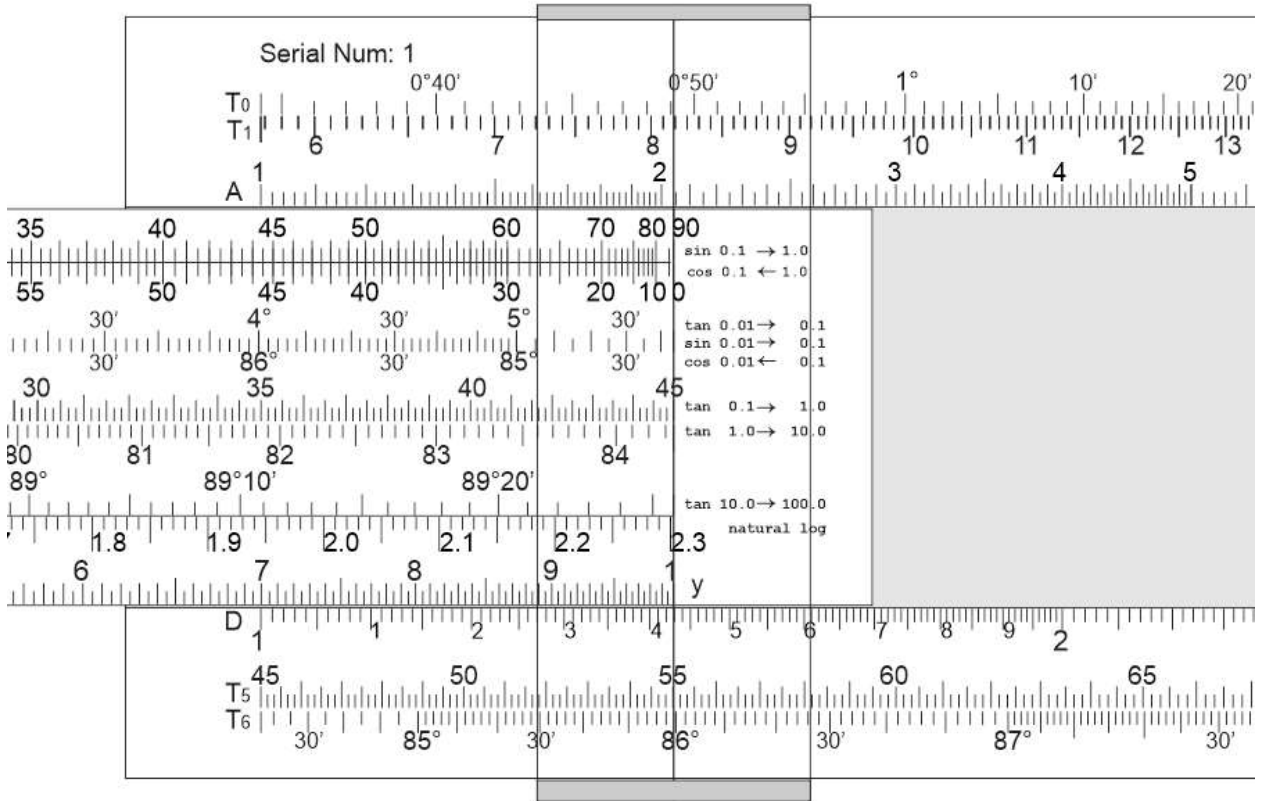 Serial Num: 1
0°40' 0°50' 1° 10' 20'
T0
T1
6 7 8 9 10 11 12 13
1 2 3 4 5
A
35 40 45 50 60 70 80 90
sin 0.1 → 1.0
cos 0.1 ← 1.0
55 50 45 40 30 20 10 0
30' 4° 30' 5° 30'
tan 0.01→ 0.1
sin 0.01→ 0.1
30' 86° 30' 85° 30'
cos 0.01← 0.1
30 35 40 45
tan 0.1→ 1.0
tan 1.0→ 10.0
80 81 82 83 84
89° 89°10' 89°20'
tan 10.0→ 100.0
natural log
1.8 1.9 2.0 2.1 2.2 2.3
6 7 8 9 1 y
D
1 1 2 3 4 5 6 7 8 9 2
45 50 55 60 65
T5
T6
30' 85° 30' 86° 30' 87° 30'